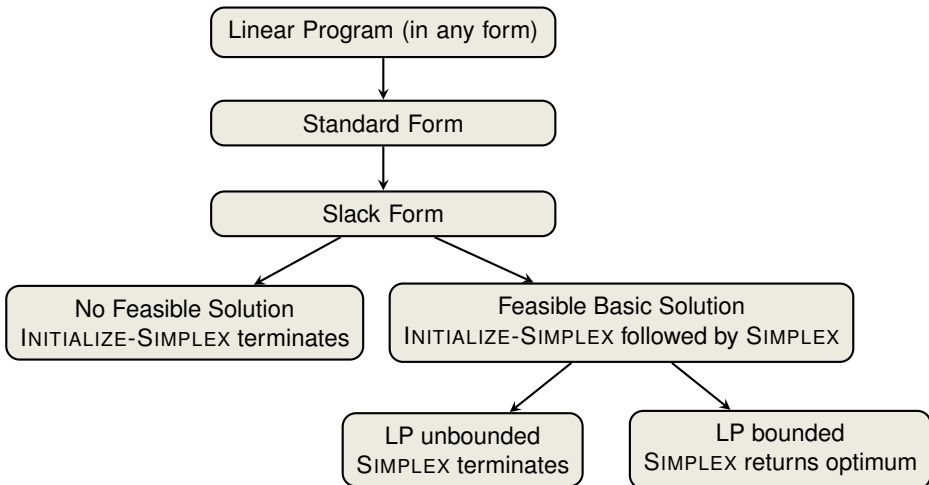 Linear Program (in any form)
Standard Form
Slack Form
No Feasible Solution
INITIALIZE-SIMPLEX terminates
Feasible Basic Solution
INITIALIZE-SIMPLEX followed by SIMPLEX
LP unbounded
SIMPLEX terminates
LP bounded
SIMPLEX returns optimum